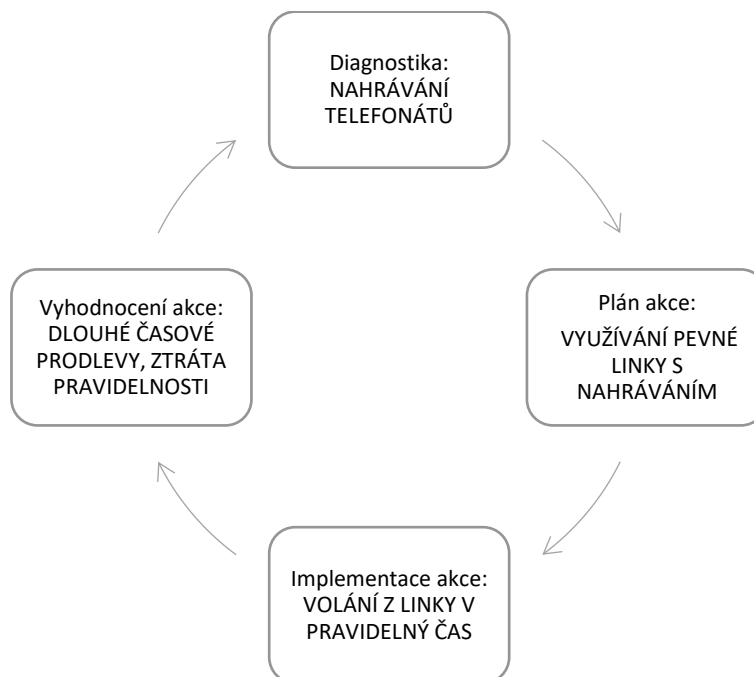 Diagnostika:
NAHRÁVÁNÍ
TELEFONÁTŮ
Plán akce:
VYUŽÍVÁNÍ PEVNÉ
LINKY S
NAHRÁVÁNÍM
Implementace akce:
VOLÁNÍ Z LINKY V
PRAVIDELNÝ ČAS
Vyhodnocení akce:
DLOUHÉ ČASOVÉ
PRODLEVY, ZTRÁTA
PRAVIDELNOSTI